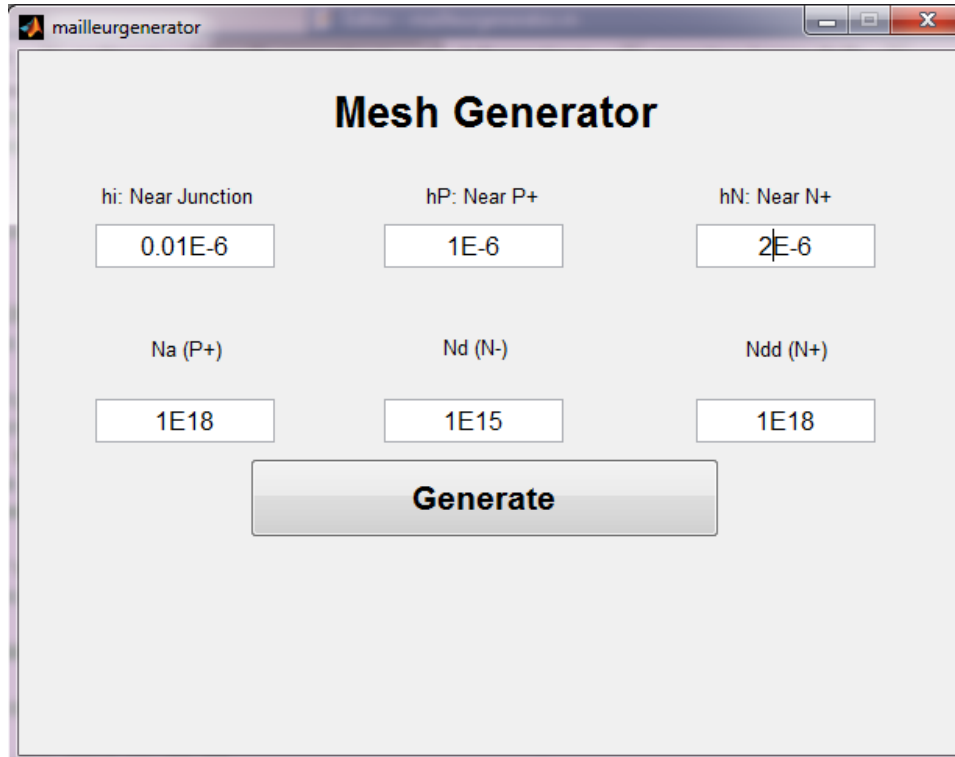 mailleurgenerator
Mesh Generator
hi: Near Junction hP: Near P+ hN: Near N+
0.01E-6 1E-6 2E-6
Na (P+) Nd (N-) Ndd (N+)
1E18 1E15 1E18
Generate